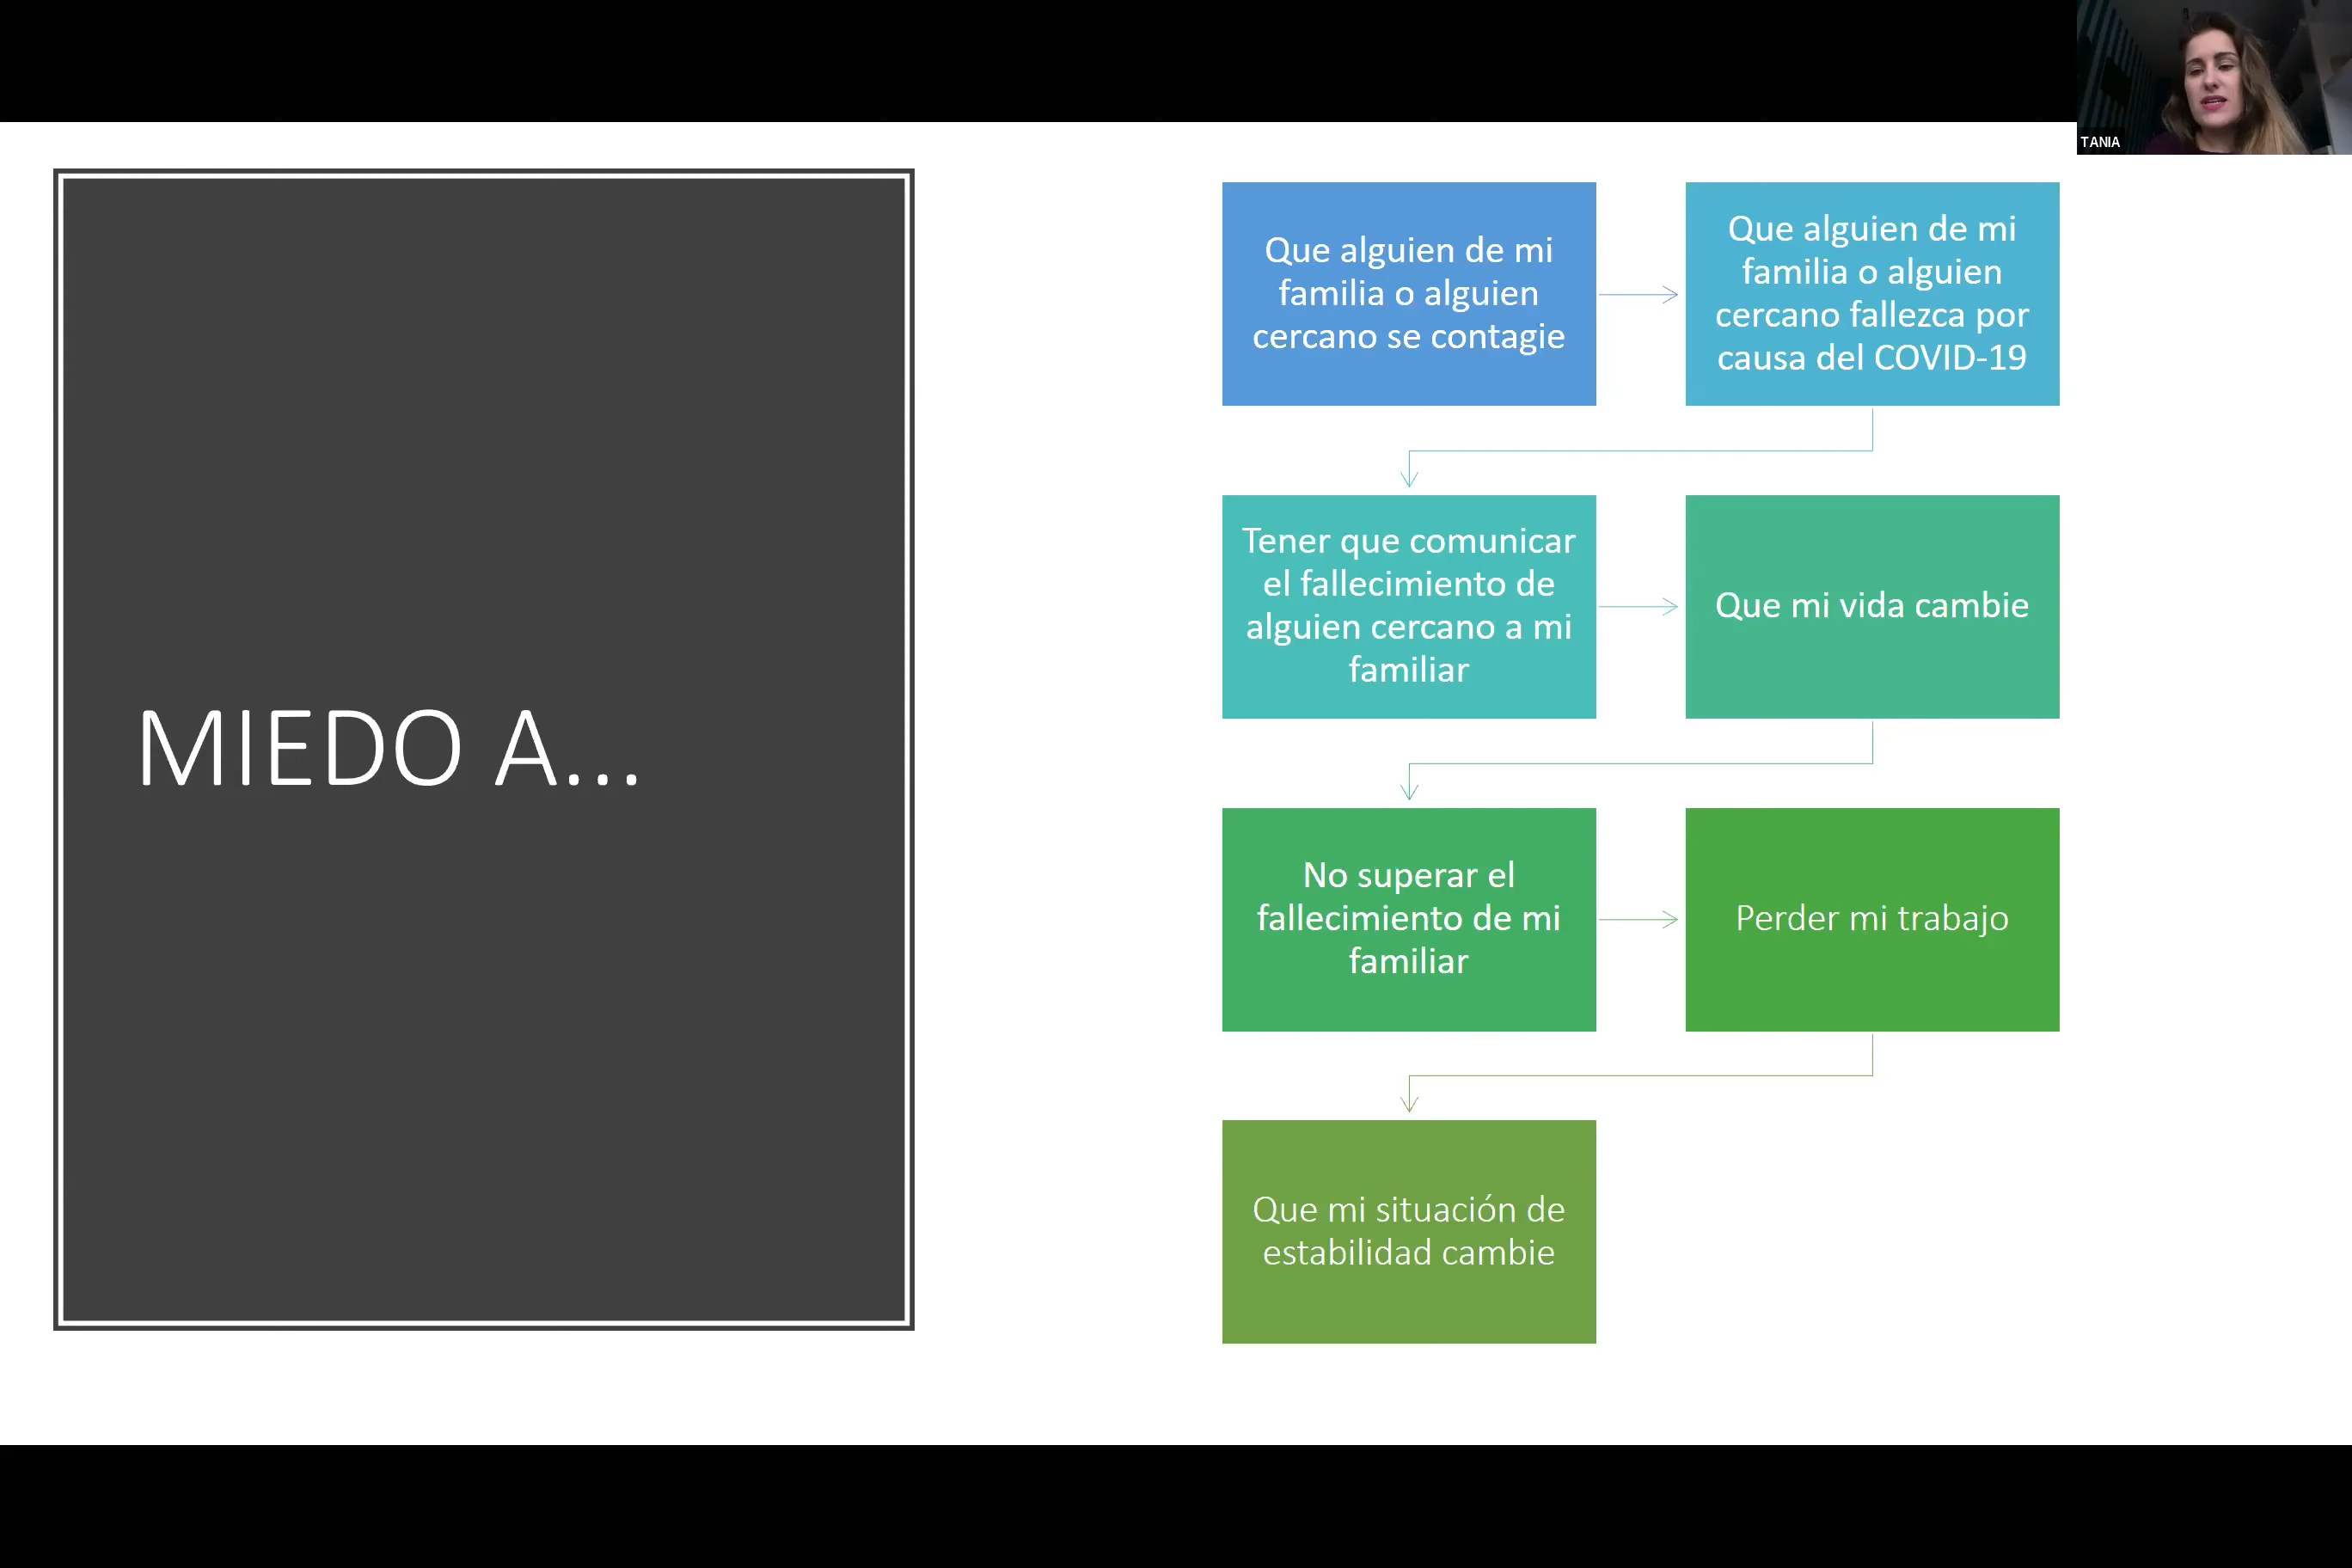 TANIA
MIEDO A...
Que alguien de mi
familia o alguien
cercano se contagie
Que alguien de mi
familia o alguien
cercano fallezca por
causa del COVID-19
Tener que comunicar
el fallecimiento de
alguien cercano a mi
familiar
Que mi vida cambie
No superar el
fallecimiento de mi
familiar
Perder mi trabajo
Que mi situación de
estabilidad cambie